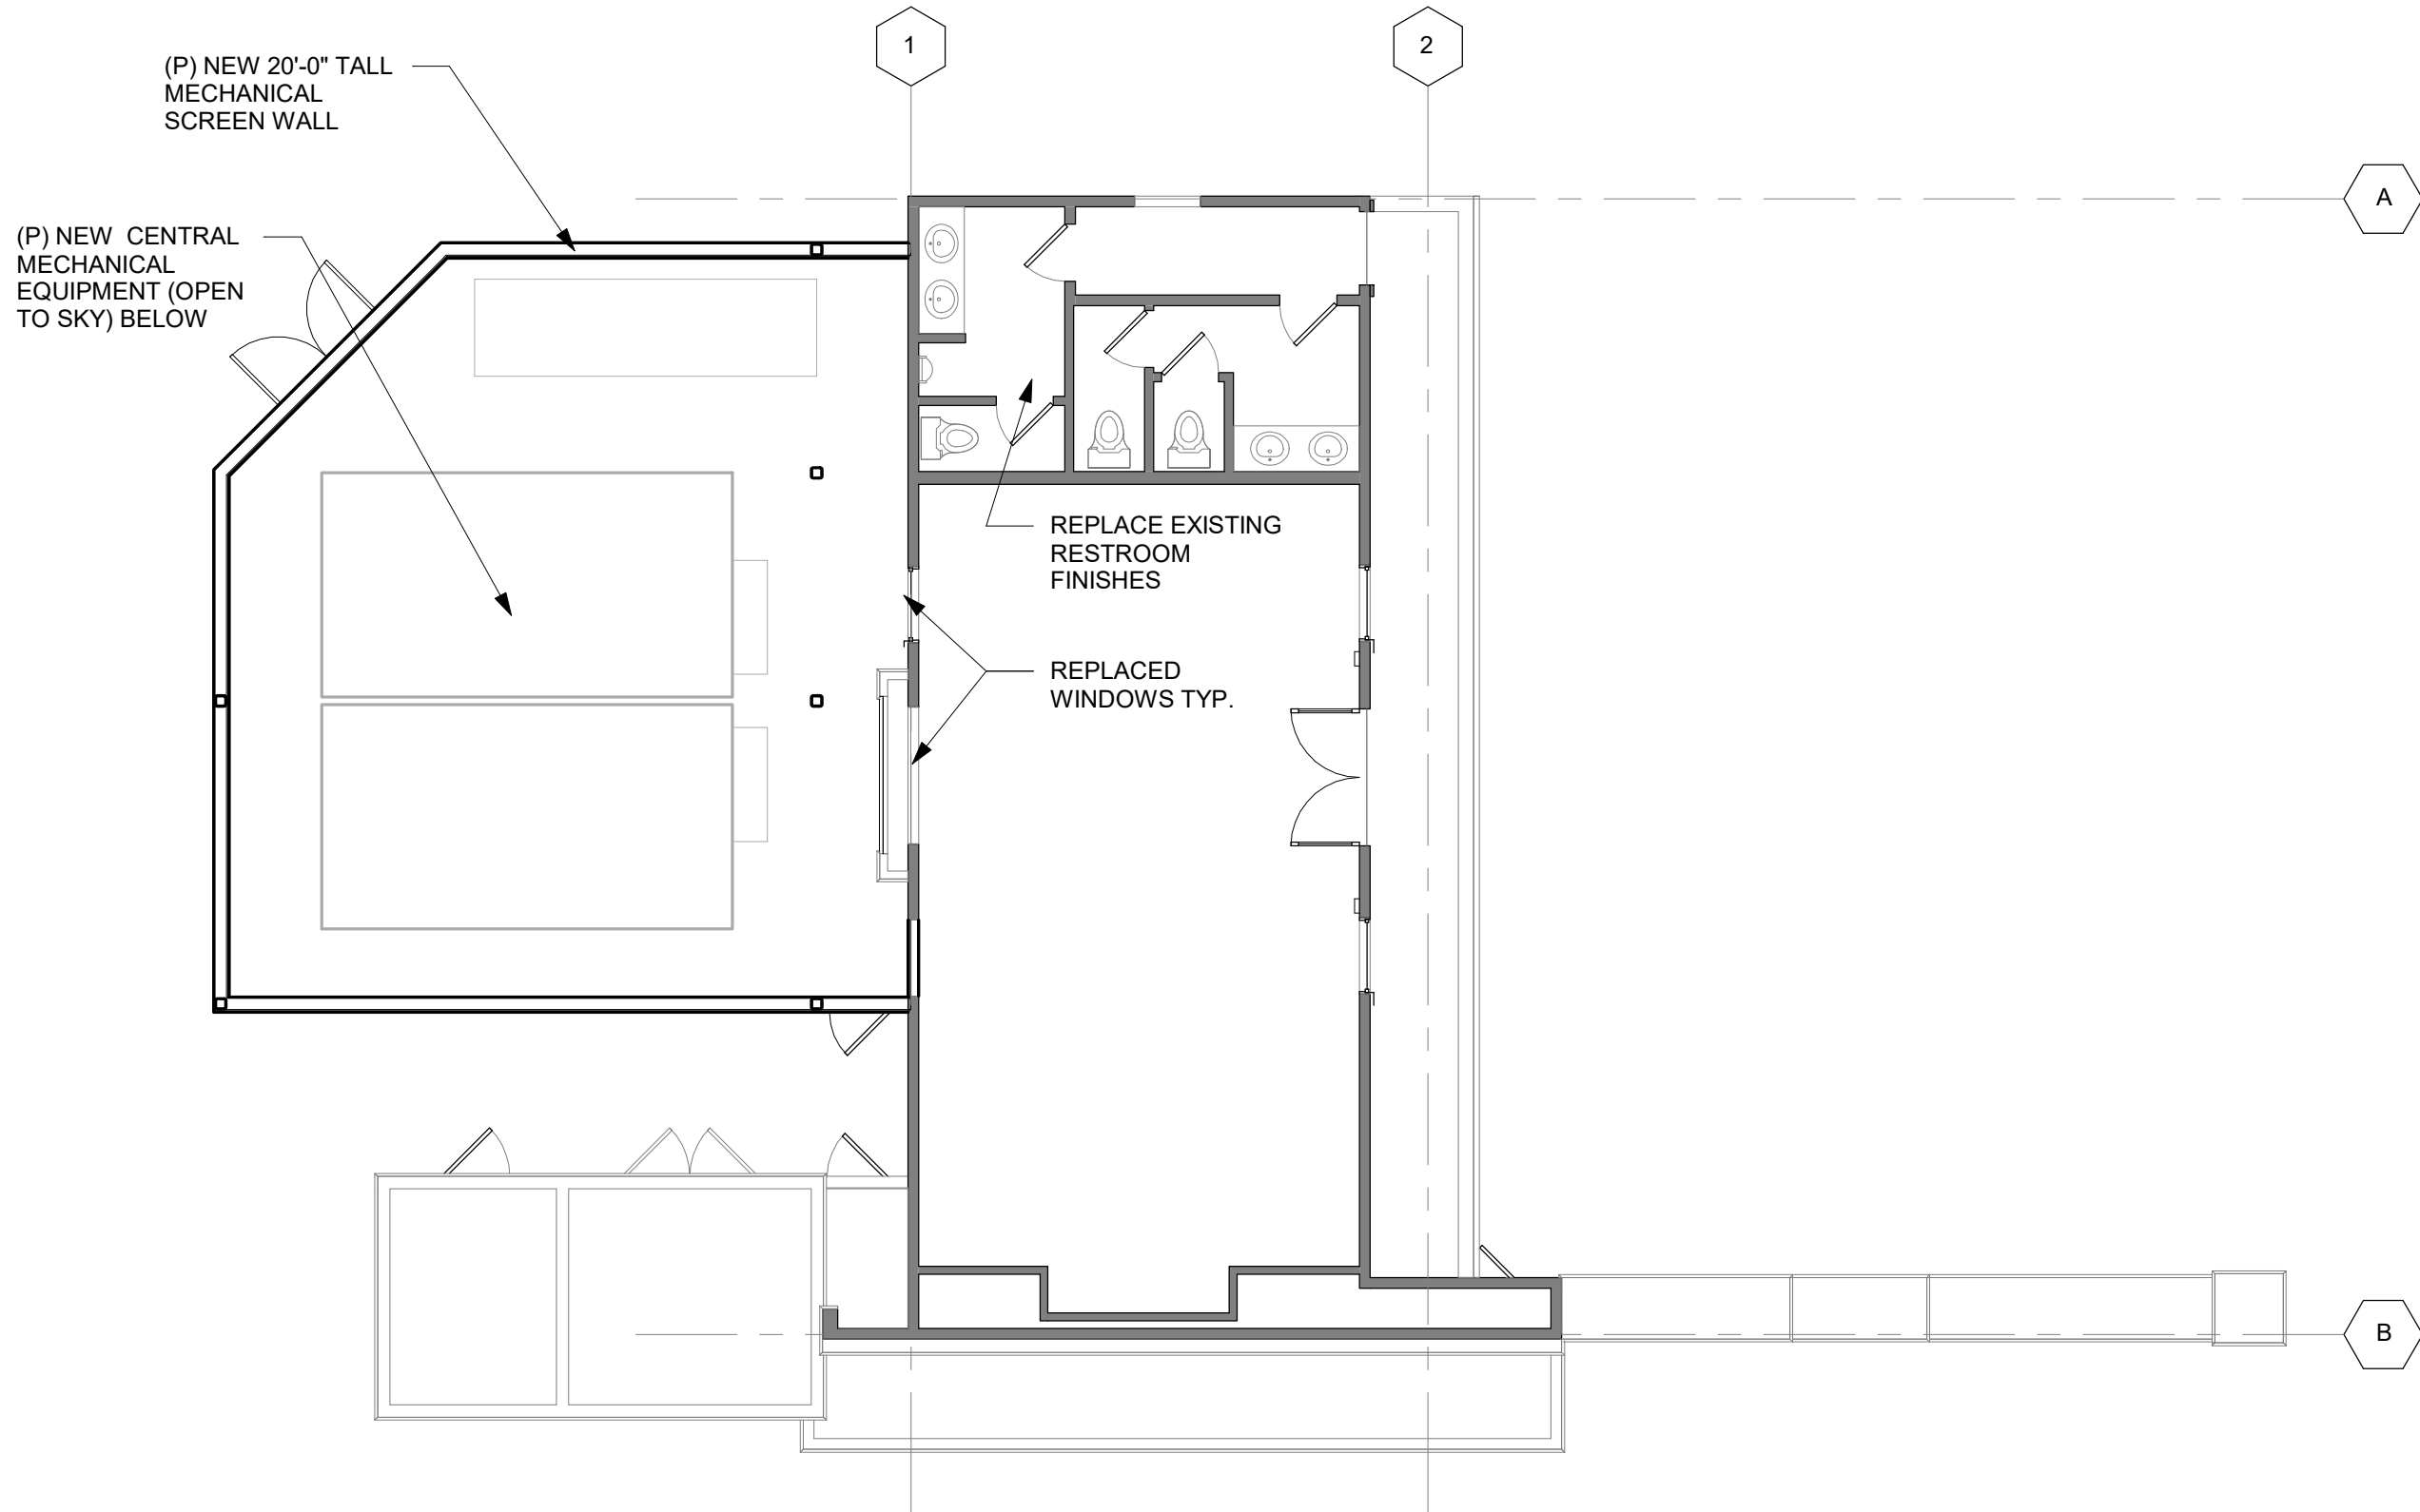 1
2
(P) NEW 20'-0" TALL
MECHANICAL
SCREEN WALL
A
(P) NEW CENTRAL
MECHANICAL
EQUIPMENT (OPEN
TO SKY) BELOW
REPLACE EXISTING
RESTROOM
FINISHES
REPLACED
WINDOWS TYP.
B